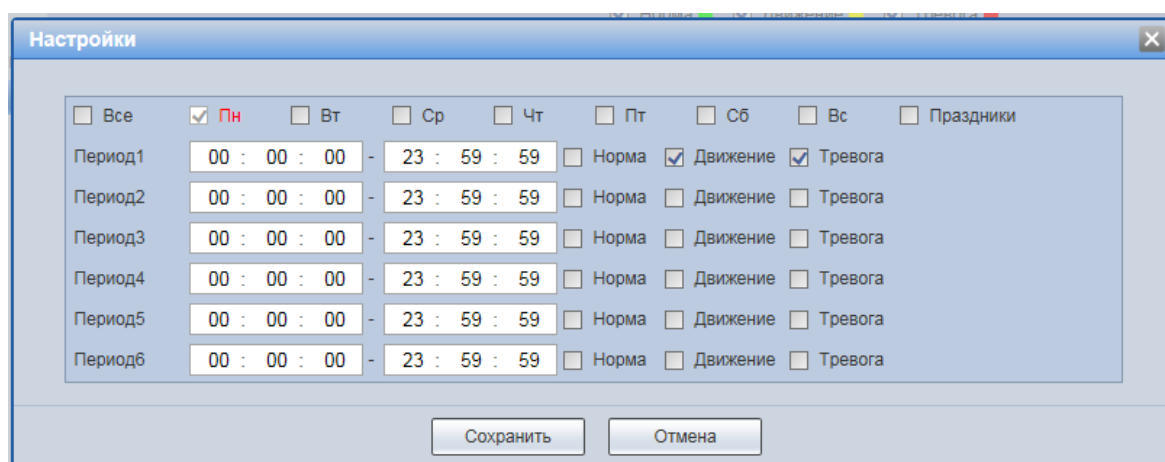 Норма Движение Тревога
Настройки
Все Пн Вт Ср Чт Пт Сб Вс Праздники
Период1 00 : 00 : 00 - 23 : 59 : 59 Норма Движение Тревога
Период2 00 : 00 : 00 - 23 : 59 : 59 Норма Движение Тревога
Период3 00 : 00 : 00 - 23 : 59 : 59 Норма Движение Тревога
Период4 00 : 00 : 00 - 23 : 59 : 59 Норма Движение Тревога
Период5 00 : 00 : 00 - 23 : 59 : 59 Норма Движение Тревога
Период6 00 : 00 : 00 - 23 : 59 : 59 Норма Движение Тревога
Сохранить Отмена